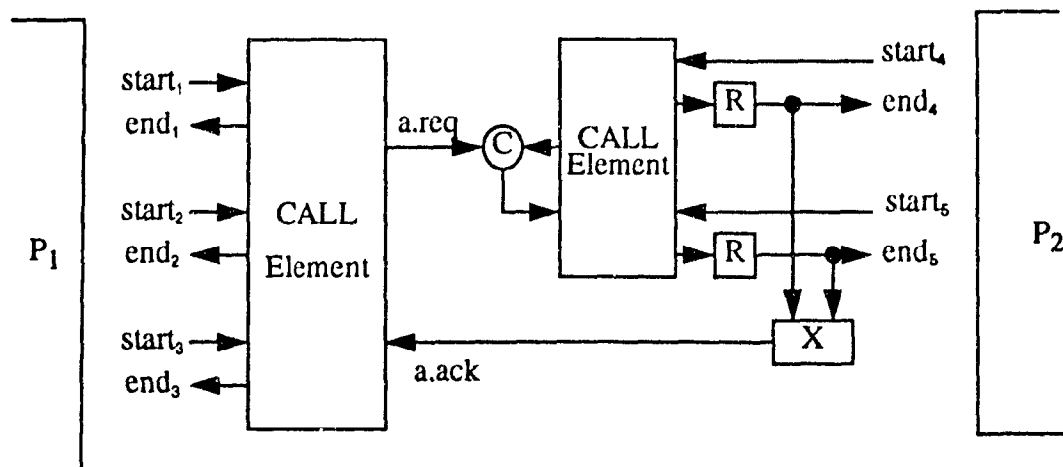 P₁
start₁
end₁
start₂
end₂
start₃
end₃
CALL
Element
a.req
C
a.ack
CALL
Element
R
R
X
start₄
end₄
start₅
end₅
P₂